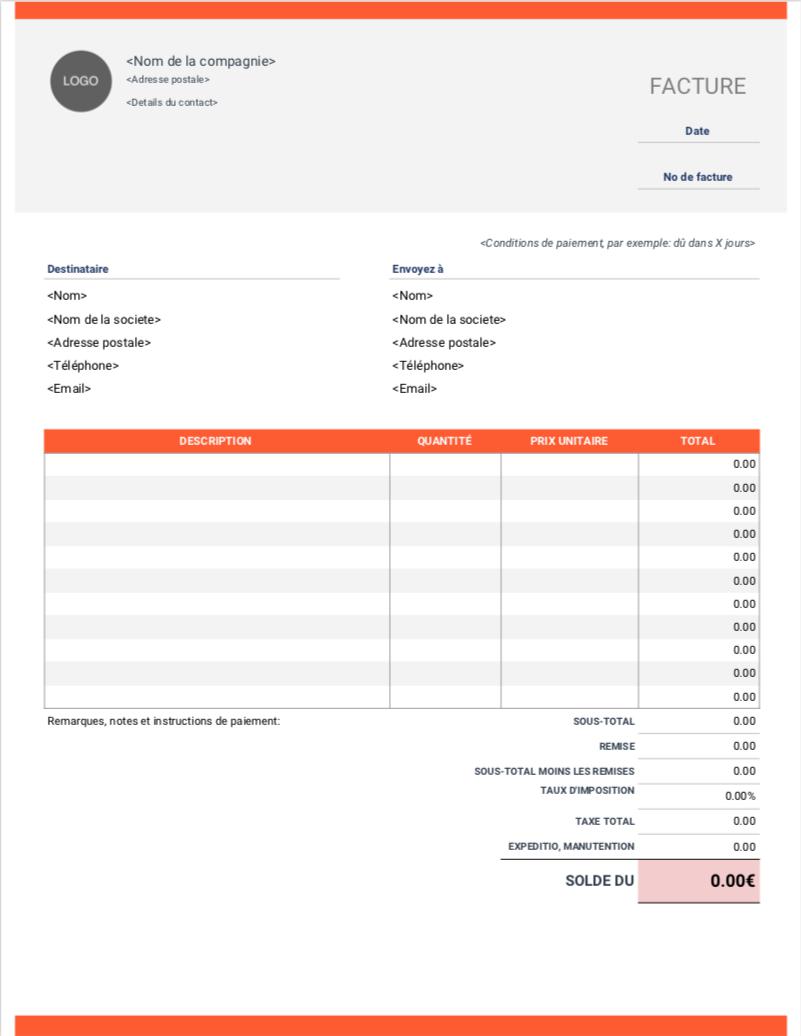 LOGO
<Nom de la compagnie>
<Adresse postale>
<Details du contact>
FACTURE
Date
No de facture
<Conditions de paiement, par exemple: dû dans X jours>
Destinataire
<Nom>
<Nom de la societe>
<Adresse postale>
<Téléphone>
<Email>
Envoyez à
<Nom>
<Nom de la societe>
<Adresse postale>
<Téléphone>
<Email>
DESCRIPTION QUANTITÉ PRIX UNITAIRE TOTAL
0.00
0.00
0.00
0.00
0.00
0.00
0.00
0.00
0.00
0.00
0.00
Remarques, notes et instructions de paiement:
SOUS-TOTAL 0.00
REMISE 0.00
SOUS-TOTAL MOINS LES REMISES 0.00
TAUX D'IMPOSITION 0.00%
TAXE TOTAL 0.00
EXPEDITIO, MANUTENTION 0.00
SOLDE DU 0.00€